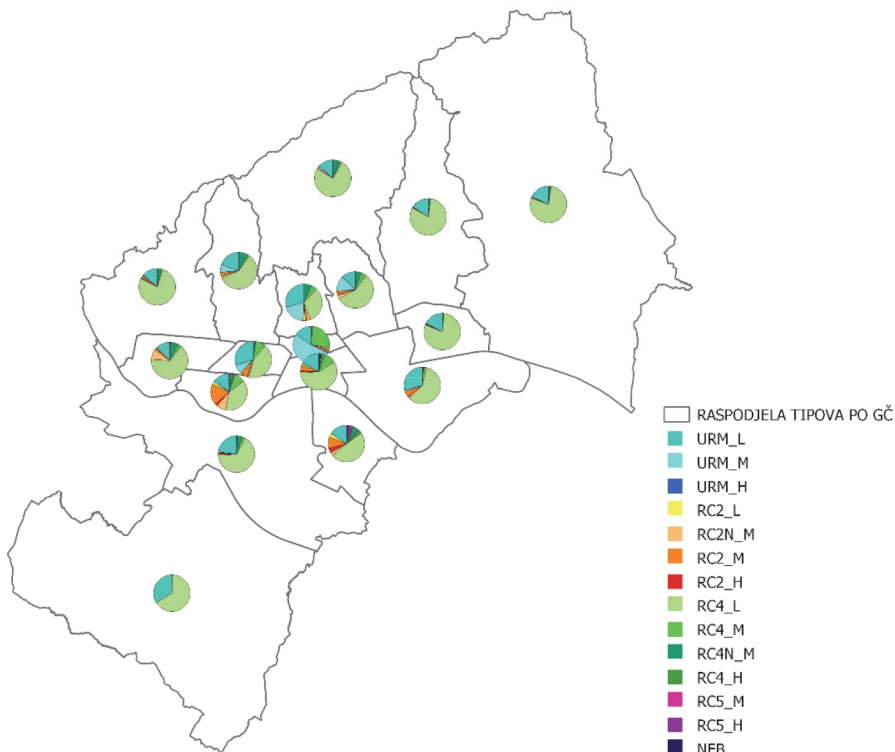 RASPODJELA TIPOVA PO GČ
URM_L
URM_M
URM_H
RC2_L
RC2N_M
RC2_M
RC2_H
RC4_L
RC4_M
RC4N_M
RC4_H
RC5_M
RC5_H
NEB